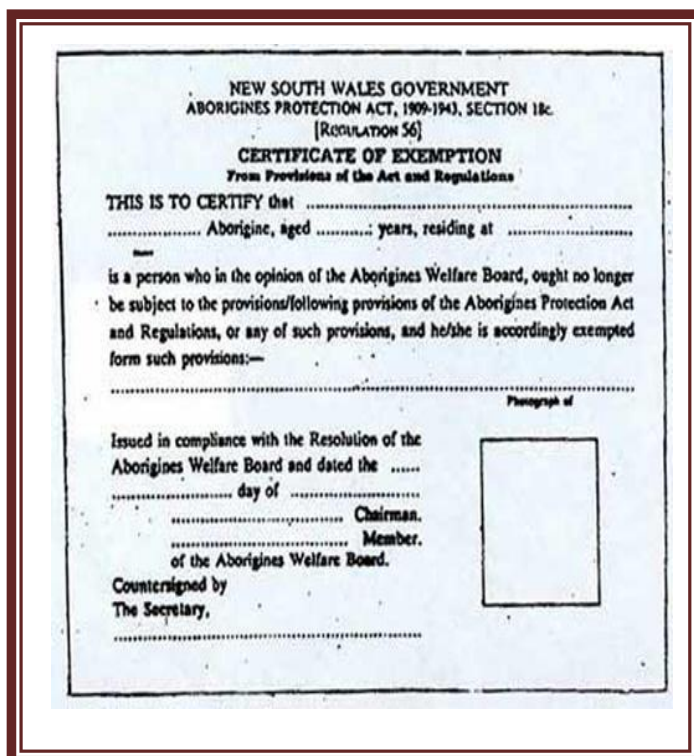 NEW SOUTH WALES GOVERNMENT
ABORIGINES PROTECTION ACT, 1909-1943, SECTION 18c.
[REGULATION 56]
CERTIFICATE OF EXEMPTION
From Provisions of the Act and Regulations
THIS IS TO CERTIFY that ..............................
.................. Aborigine, aged ..........: years, residing at ........................
is a person who in the opinion of the Aborigines Welfare Board, ought no longer
be subject to the provisions/following provisions of the Aborigines Protection Act
and Regulations, or any of such provisions, and he/she is accordingly exempted
form such provisions:—
Photograph of
Issued in compliance with the Resolution of the
Aborigines Welfare Board and dated the ......
........................ day of ..........................
.................................. Chairman.
.................................. Member.
of the Aborigines Welfare Board.
Countersigned by
The Secretary,